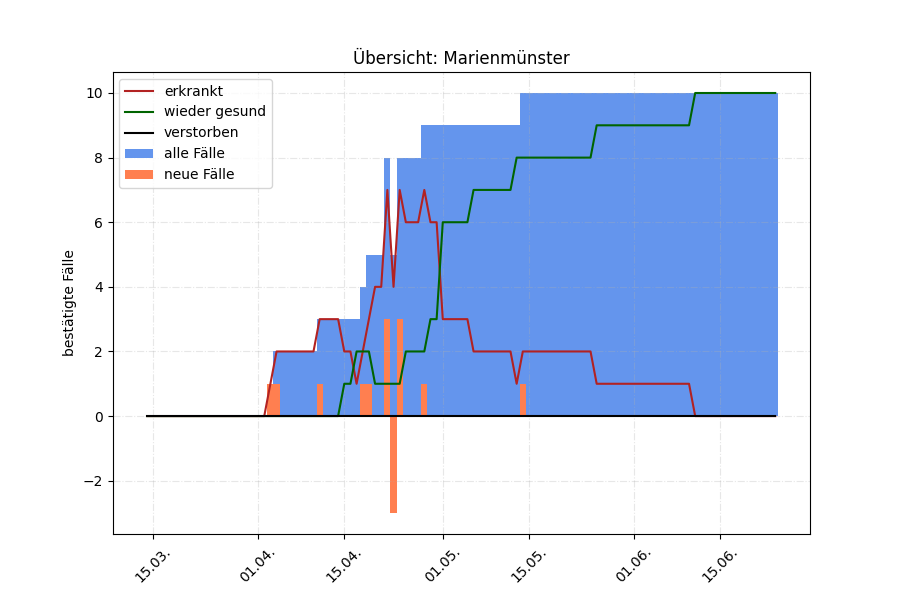 Übersicht: Marienmünster
erkrankt
wieder gesund
verstorben
alle Fälle
neue Fälle
bestätigte Fälle
10
8
6
4
2
0
−2
15.03.
01.04.
15.04.
01.05.
15.05.
01.06.
15.06.